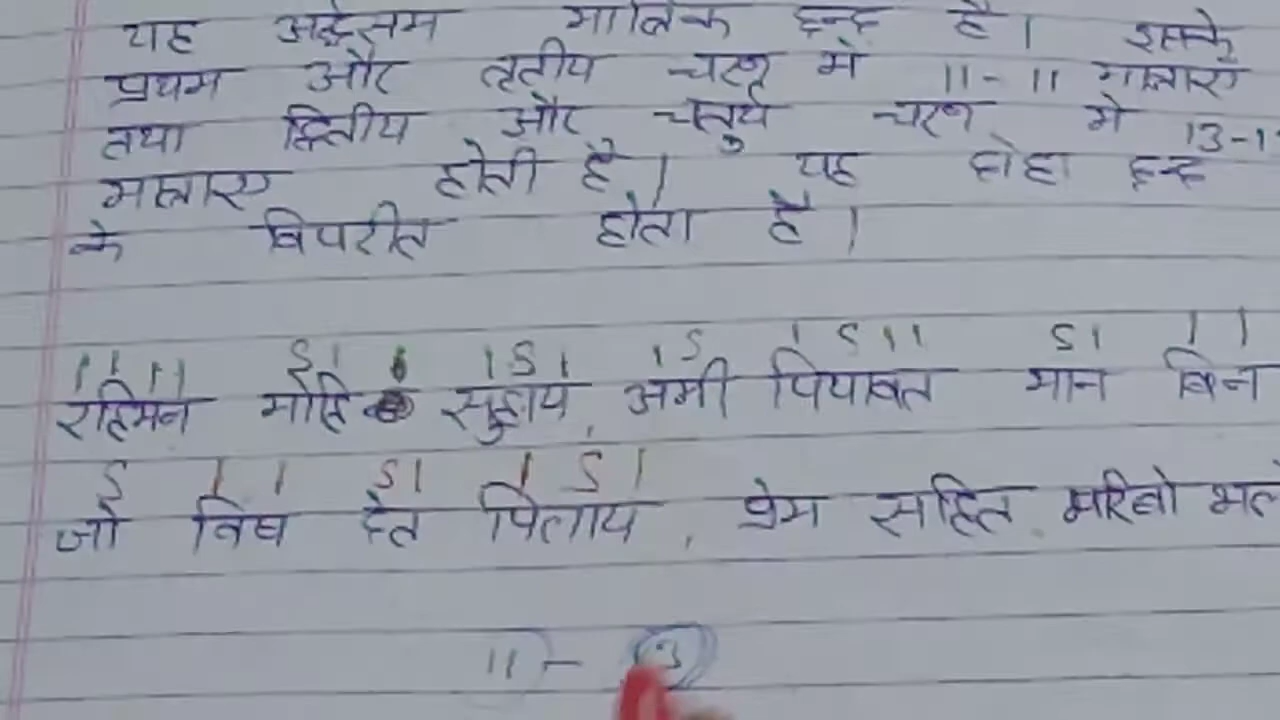 यह अर्द्धसम मात्रिक छन्द है। इसके
प्रथम और तृतीय चरण में 11-11 मात्राएं
तथा द्वितीय और चतुर्थ चरण मे 13-1
मात्राएं होती है। यह दोहा छन्द
के विपरीत होता है।
।।।। ऽ। ।ऽ। ।ऽ ।ऽ।। ऽ। ।।
रहिमन मोहि सुहाय, अमी पियावत मान बिन
ऽ ।। ऽ। ।ऽ।
जो विष देत पिलाय, प्रेम सहित मरिबो भल
11 - 13